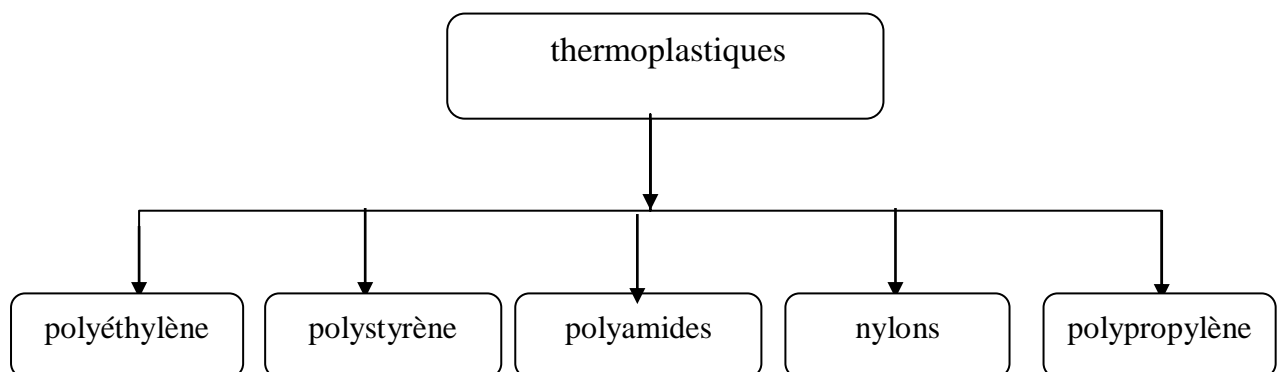 thermoplastiques
polyéthylène
polystyrène
polyamides
nylons
polypropylène